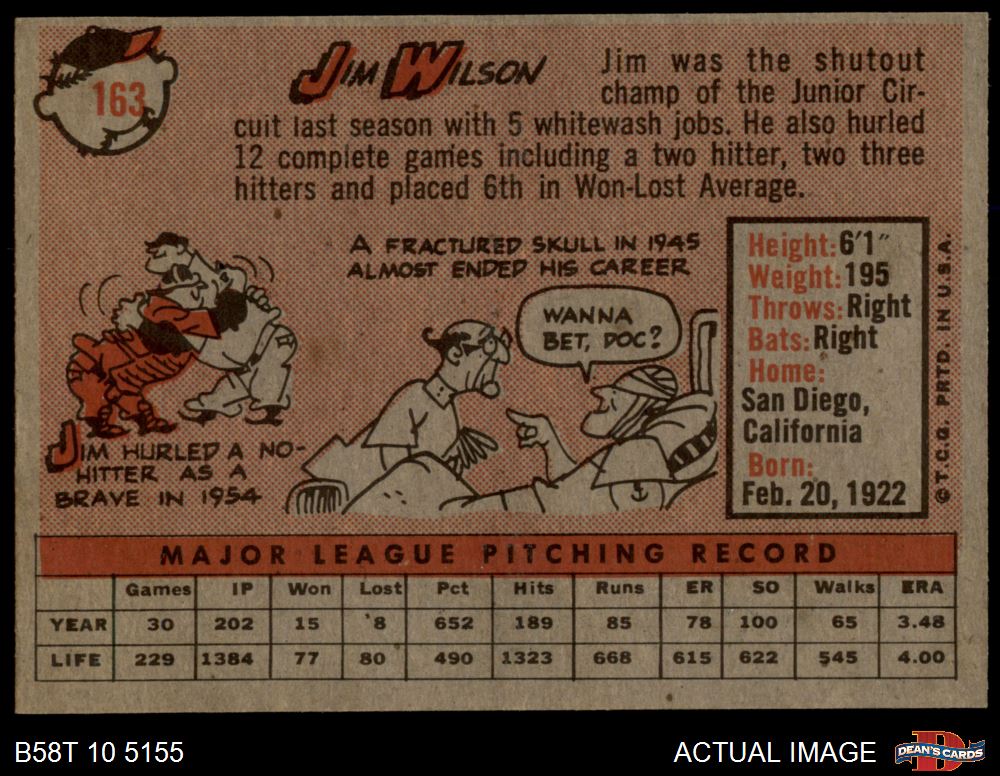 163
Jim Wilson
Jim was the shutout
champ of the Junior Cir-
cuit last season with 5 whitewash jobs. He also hurled
12 complete games including a two hitter, two three
hitters and placed 6th in Won-Lost Average.
A FRACTURED SKULL IN 1945
ALMOST ENDED HIS CAREER
WANNA
BET, DOC?
JIM HURLED A NO-
HITTER AS A
BRAVE IN 1954
Height: 6'1"
Weight: 195
Throws: Right
Bats: Right
Home:
San Diego,
California
Born:
Feb. 20, 1922
© T.C.G. PRTD. IN U.S.A.
MAJOR LEAGUE PITCHING RECORD
Games IP Won Lost Pct Hits Runs ER SO Walks ERA
YEAR 30 202 15 8 652 189 85 78 100 65 3.48
LIFE 229 1384 77 80 490 1323 668 615 622 545 4.00
B58T 10 5155
ACTUAL IMAGE
DEAN'S CARDS